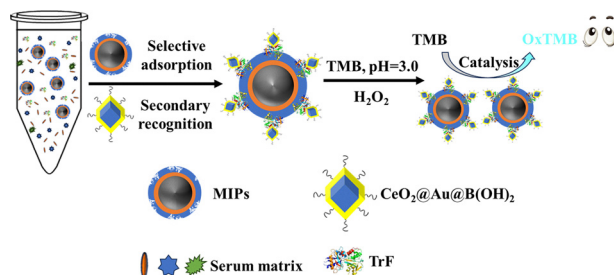 Selective
adsorption
Secondary
recognition
TMB, pH=3.0
H₂O₂
TMB
OxTMB
Catalysis
MIPs
CeO₂@Au@B(OH)₂
Serum matrix
TrF